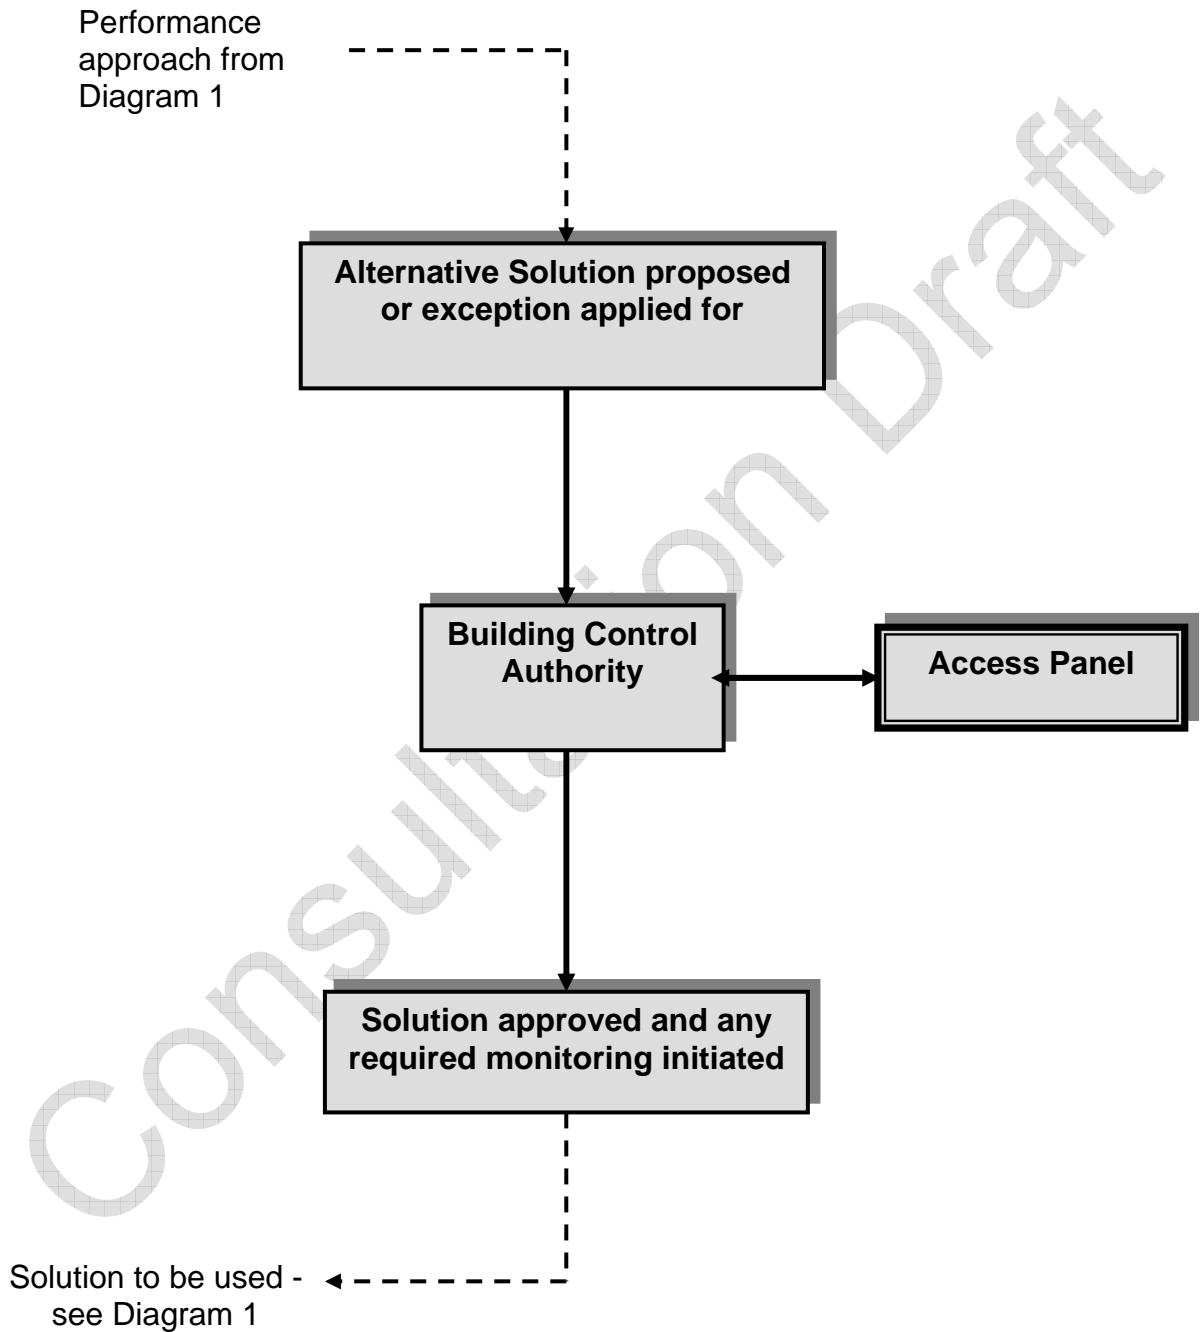 Performance
approach from
Diagram 1
Alternative Solution proposed
or exception applied for
Building Control
Authority
Access Panel
Solution approved and any
required monitoring initiated
Solution to be used -
see Diagram 1
Consultation Draft